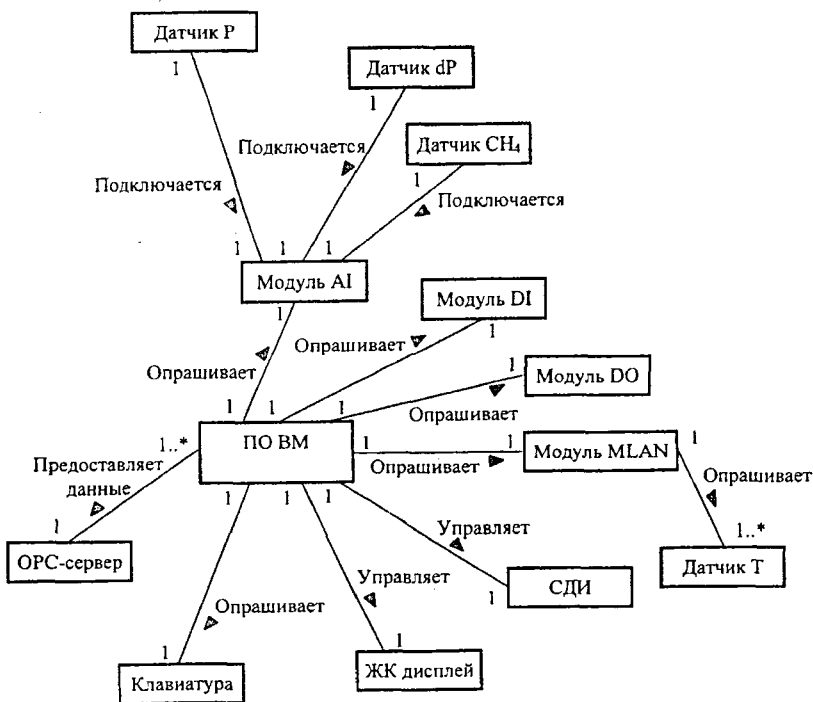 Датчик P
1
Датчик dP
1
Датчик CH₄
1
Подключается
Подключается
Подключается
1
1
1
Модуль AI
1
Модуль DI
1
Опрашивает
Опрашивает
1
Модуль DO
Опрашивает
1
1
1
ПО ВМ
1..*
1
1
Модуль MLAN
1
Опрашивает
Предоставляет
данные
1
OPC-сервер
Опрашивает
1..*
Датчик T
1
1
1
Управляет
1
СДИ
Управляет
1
ЖК дисплей
Опрашивает
1
Клавиатура